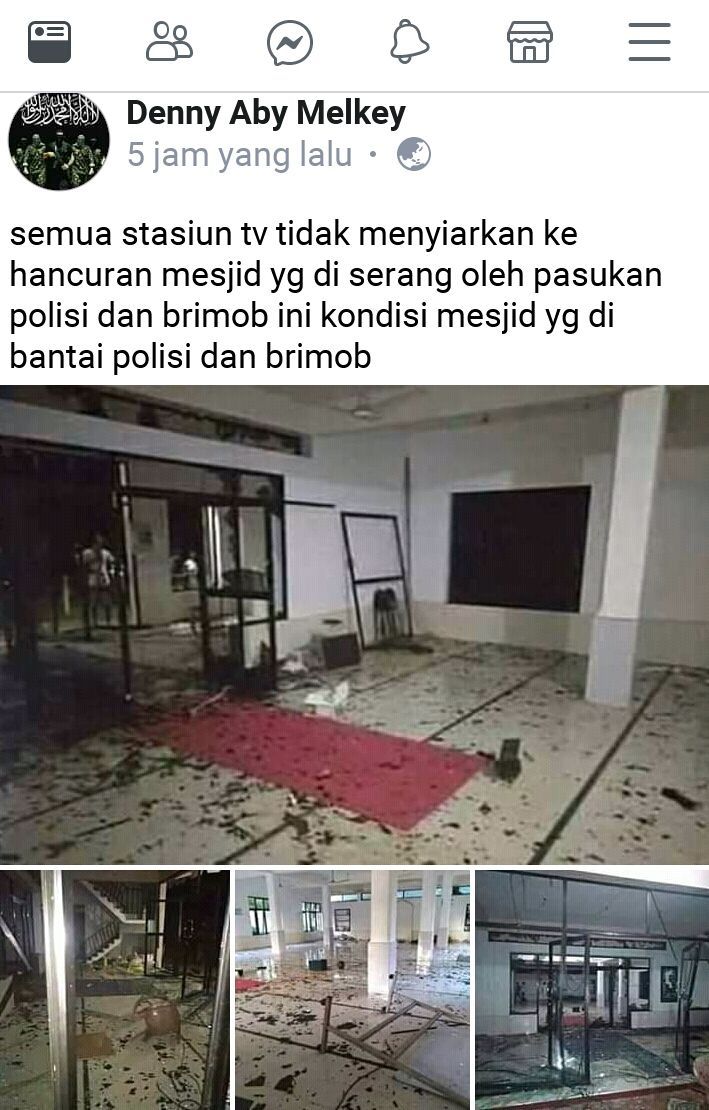 Denny Aby Melkey
5 jam yang lalu ·
semua stasiun tv tidak menyiarkan ke
hancuran mesjid yg di serang oleh pasukan
polisi dan brimob ini kondisi mesjid yg di
bantai polisi dan brimob